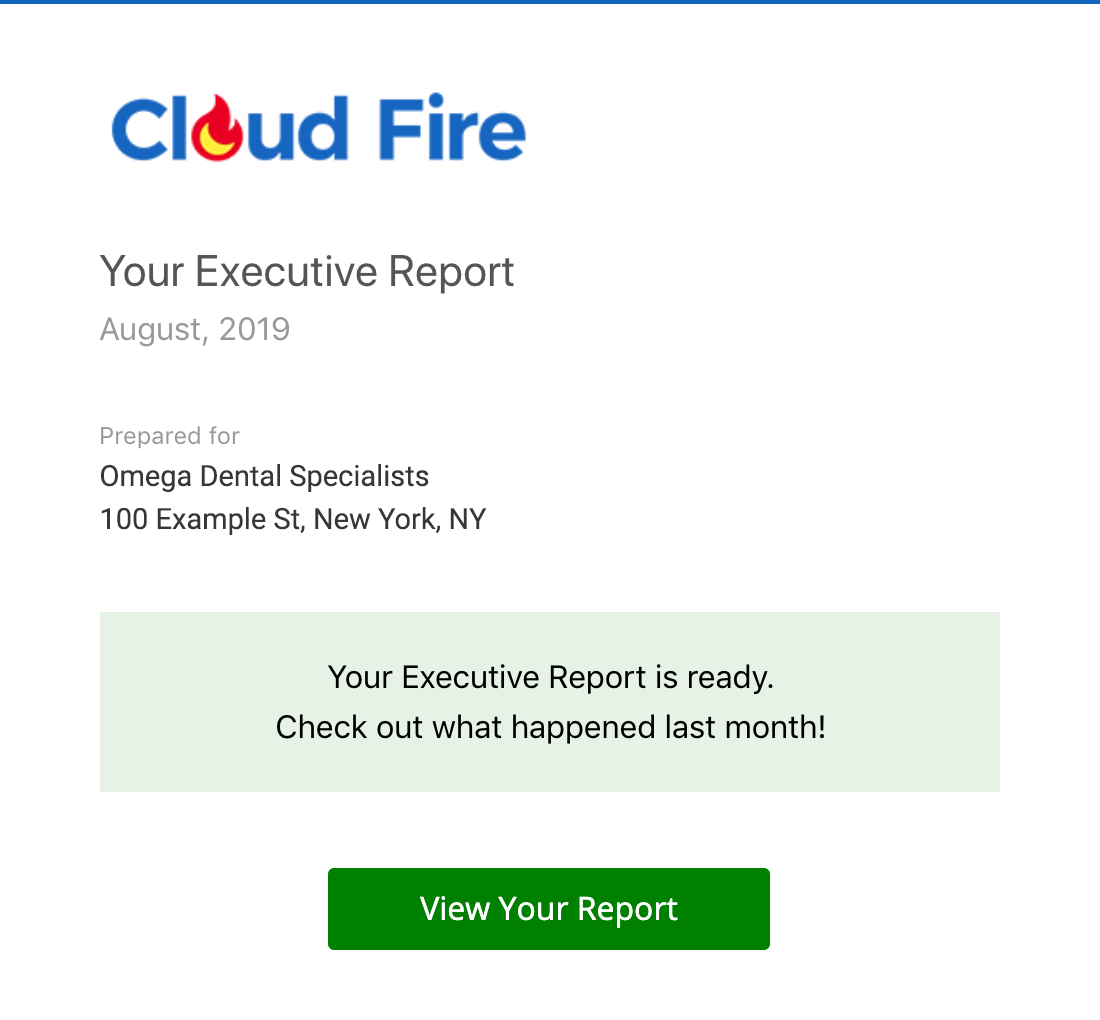 Cloud Fire
Your Executive Report
August, 2019
Prepared for
Omega Dental Specialists
100 Example St, New York, NY
Your Executive Report is ready.
Check out what happened last month!
View Your Report